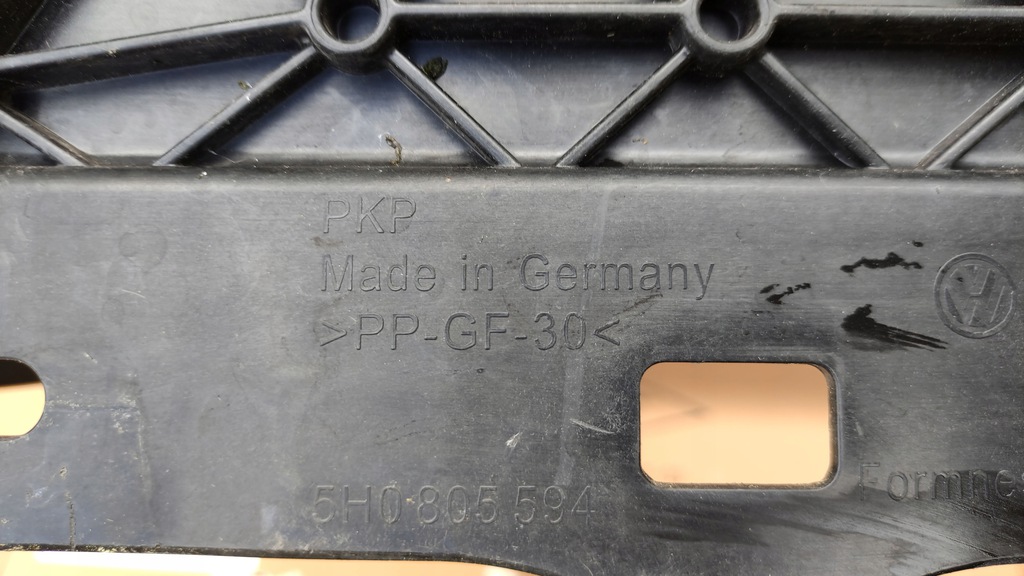 PKP
Made in Germany
>PP-GF-30<
5H0 805 594